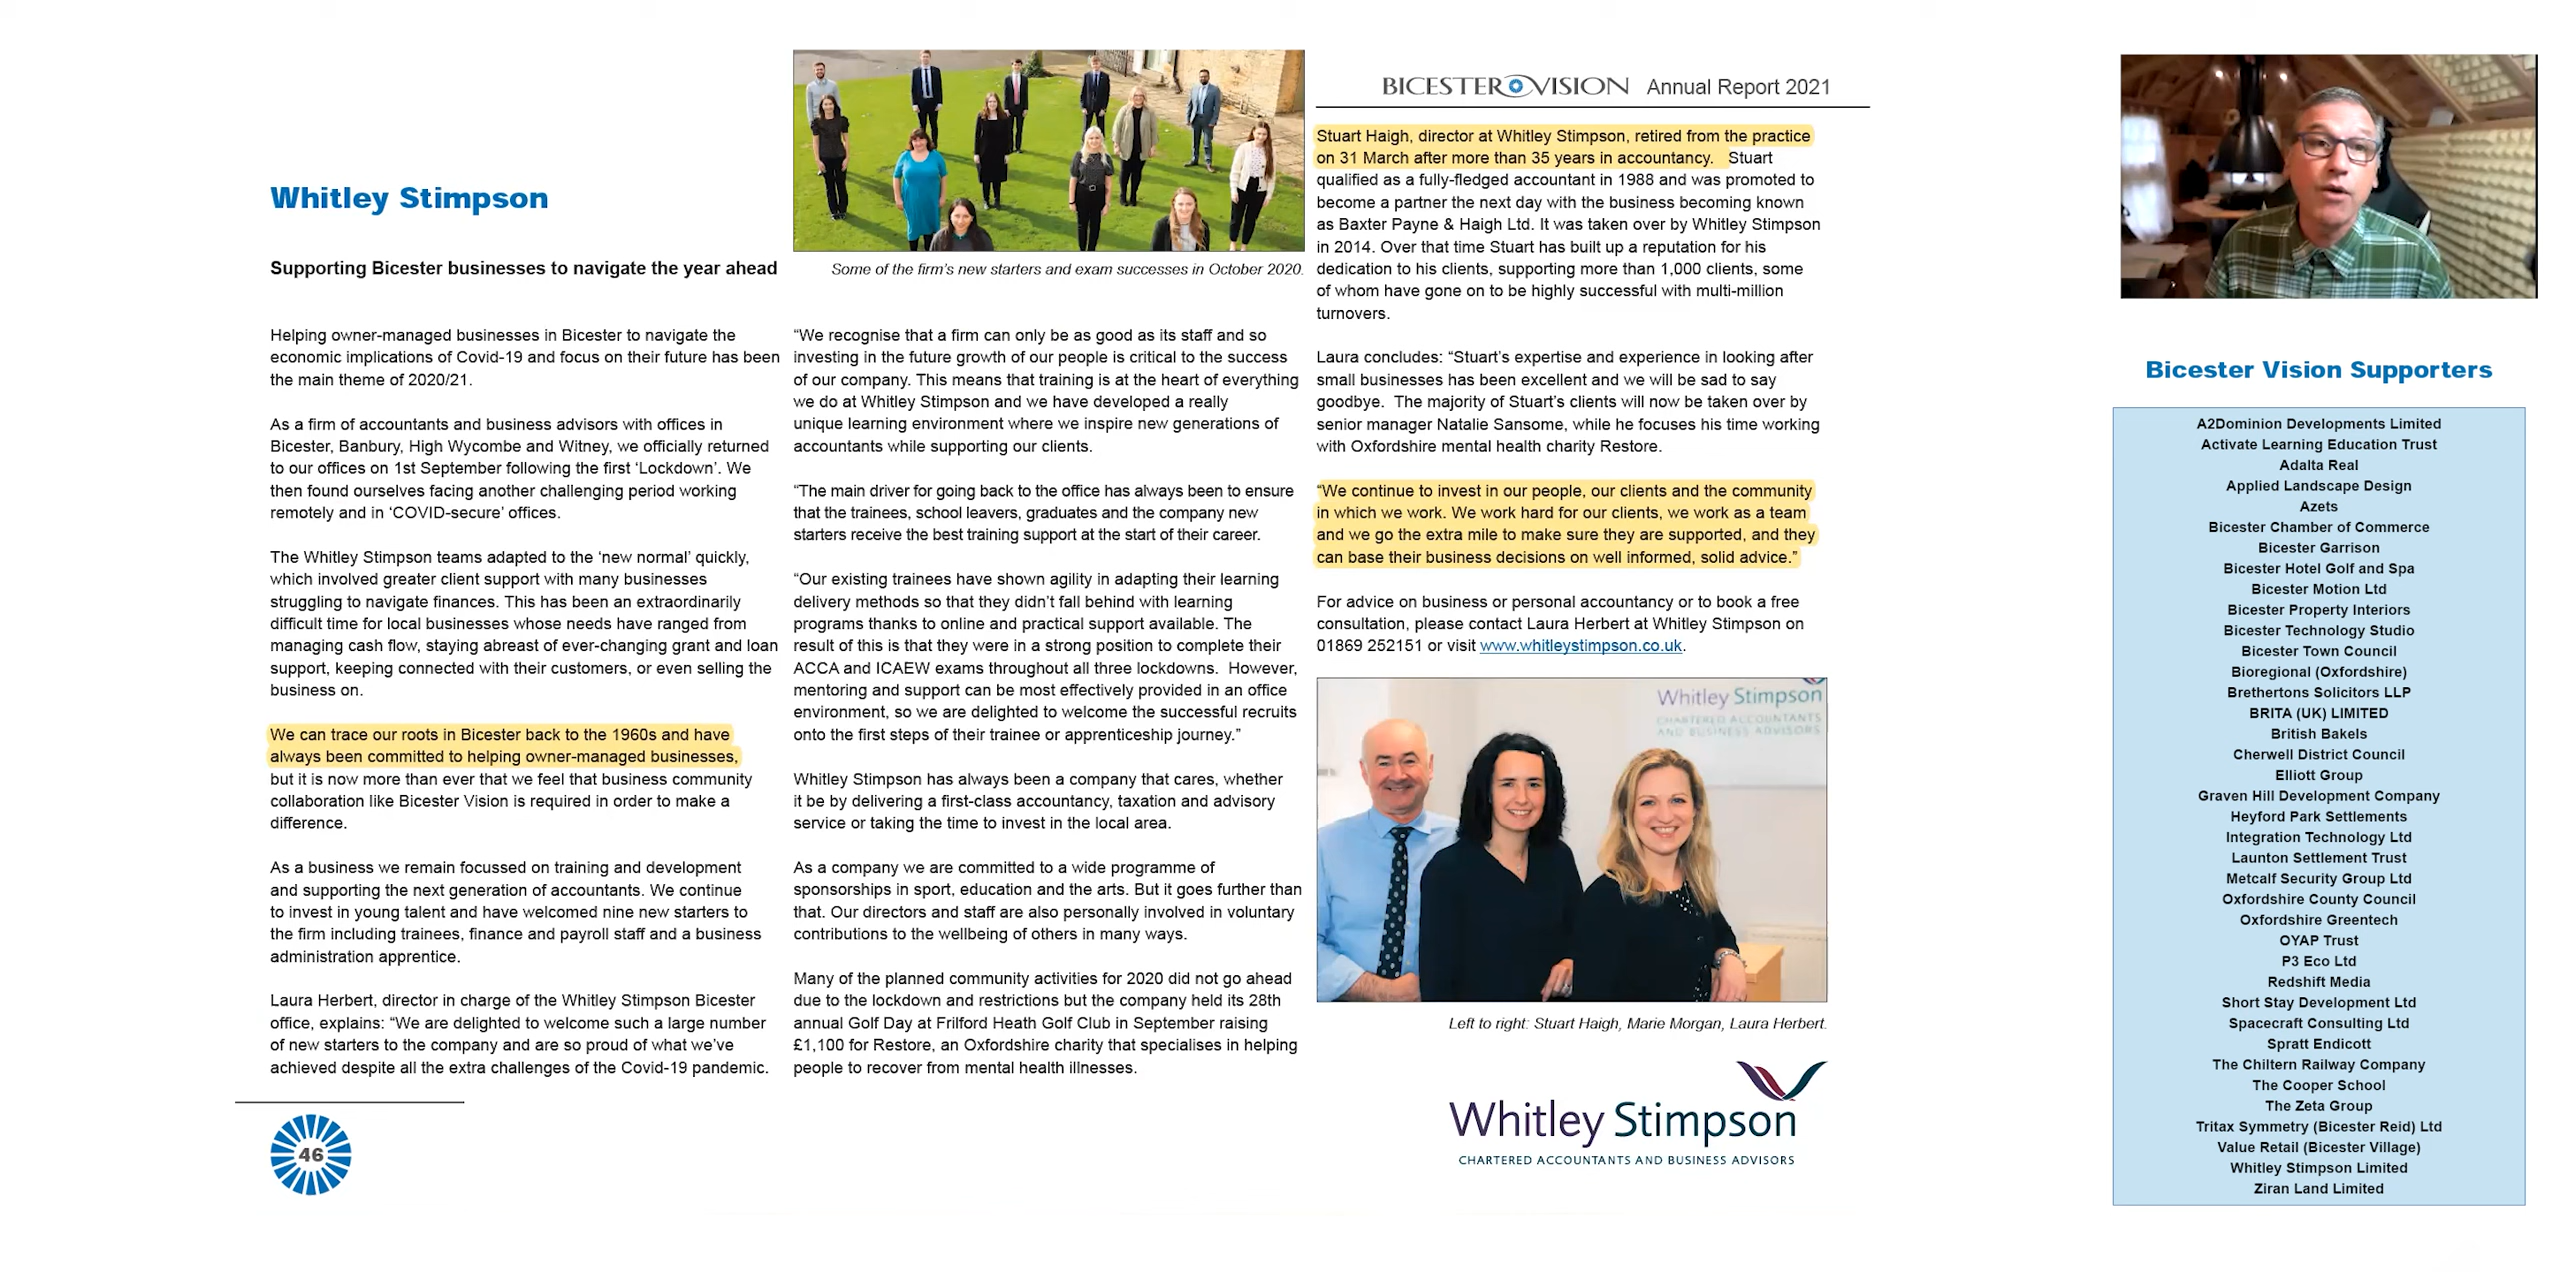 Whitley Stimpson
Supporting Bicester businesses to navigate the year ahead
Helping owner-managed businesses in Bicester to navigate the
economic implications of Covid-19 and focus on their future has been
the main theme of 2020/21.
As a firm of accountants and business advisors with offices in
Bicester, Banbury, High Wycombe and Witney, we officially returned
to our offices on 1st September following the first ‘Lockdown’. We
then found ourselves facing another challenging period working
remotely and in ‘COVID-secure’ offices.
The Whitley Stimpson teams adapted to the ‘new normal’ quickly,
which involved greater client support with many businesses
struggling to navigate finances. This has been an extraordinarily
difficult time for local businesses whose needs have ranged from
managing cash flow, staying abreast of ever-changing grant and loan
support, keeping connected with their customers, or even selling the
business on.
We can trace our roots in Bicester back to the 1960s and have
always been committed to helping owner-managed businesses,
but it is now more than ever that we feel that business community
collaboration like Bicester Vision is required in order to make a
difference.
As a business we remain focussed on training and development
and supporting the next generation of accountants. We continue
to invest in young talent and have welcomed nine new starters to
the firm including trainees, finance and payroll staff and a business
administration apprentice.
Laura Herbert, director in charge of the Whitley Stimpson Bicester
office, explains: “We are delighted to welcome such a large number
of new starters to the company and are so proud of what we’ve
achieved despite all the extra challenges of the Covid-19 pandemic.
46
Some of the firm’s new starters and exam successes in October 2020.
“We recognise that a firm can only be as good as its staff and so
investing in the future growth of our people is critical to the success
of our company. This means that training is at the heart of everything
we do at Whitley Stimpson and we have developed a really
unique learning environment where we inspire new generations of
accountants while supporting our clients.
“The main driver for going back to the office has always been to ensure
that the trainees, school leavers, graduates and the company new
starters receive the best training support at the start of their career.
“Our existing trainees have shown agility in adapting their learning
delivery methods so that they didn’t fall behind with learning
programs thanks to online and practical support available. The
result of this is that they were in a strong position to complete their
ACCA and ICAEW exams throughout all three lockdowns. However,
mentoring and support can be most effectively provided in an office
environment, so we are delighted to welcome the successful recruits
onto the first steps of their trainee or apprenticeship journey.”
Whitley Stimpson has always been a company that cares, whether
it be by delivering a first-class accountancy, taxation and advisory
service or taking the time to invest in the local area.
As a company we are committed to a wide programme of
sponsorships in sport, education and the arts. But it goes further than
that. Our directors and staff are also personally involved in voluntary
contributions to the wellbeing of others in many ways.
Many of the planned community activities for 2020 did not go ahead
due to the lockdown and restrictions but the company held its 28th
annual Golf Day at Frilford Heath Golf Club in September raising
£1,100 for Restore, an Oxfordshire charity that specialises in helping
people to recover from mental health illnesses.
BICESTER VISION Annual Report 2021
Stuart Haigh, director at Whitley Stimpson, retired from the practice
on 31 March after more than 35 years in accountancy. Stuart
qualified as a fully-fledged accountant in 1988 and was promoted to
become a partner the next day with the business becoming known
as Baxter Payne & Haigh Ltd. It was taken over by Whitley Stimpson
in 2014. Over that time Stuart has built up a reputation for his
dedication to his clients, supporting more than 1,000 clients, some
of whom have gone on to be highly successful with multi-million
turnovers.
Laura concludes: “Stuart’s expertise and experience in looking after
small businesses has been excellent and we will be sad to say
goodbye. The majority of Stuart’s clients will now be taken over by
senior manager Natalie Sansome, while he focuses his time working
with Oxfordshire mental health charity Restore.
“We continue to invest in our people, our clients and the community
in which we work. We work hard for our clients, we work as a team
and we go the extra mile to make sure they are supported, and they
can base their business decisions on well informed, solid advice.”
For advice on business or personal accountancy or to book a free
consultation, please contact Laura Herbert at Whitley Stimpson on
01869 252151 or visit www.whitleystimpson.co.uk.
Whitley Stimpson
CHARTERED ACCOUNTANTS
AND BUSINESS ADVISORS
Left to right: Stuart Haigh, Marie Morgan, Laura Herbert.
Whitley Stimpson
CHARTERED ACCOUNTANTS AND BUSINESS ADVISORS
Bicester Vision Supporters
A2Dominion Developments Limited
Activate Learning Education Trust
Adalta Real
Applied Landscape Design
Azets
Bicester Chamber of Commerce
Bicester Garrison
Bicester Hotel Golf and Spa
Bicester Motion Ltd
Bicester Property Interiors
Bicester Technology Studio
Bicester Town Council
Bioregional (Oxfordshire)
Brethertons Solicitors LLP
BRITA (UK) LIMITED
British Bakels
Cherwell District Council
Elliott Group
Graven Hill Development Company
Heyford Park Settlements
Integration Technology Ltd
Launton Settlement Trust
Metcalf Security Group Ltd
Oxfordshire County Council
Oxfordshire Greentech
OYAP Trust
P3 Eco Ltd
Redshift Media
Short Stay Development Ltd
Spacecraft Consulting Ltd
Spratt Endicott
The Chiltern Railway Company
The Cooper School
The Zeta Group
Tritax Symmetry (Bicester Reid) Ltd
Value Retail (Bicester Village)
Whitley Stimpson Limited
Ziran Land Limited